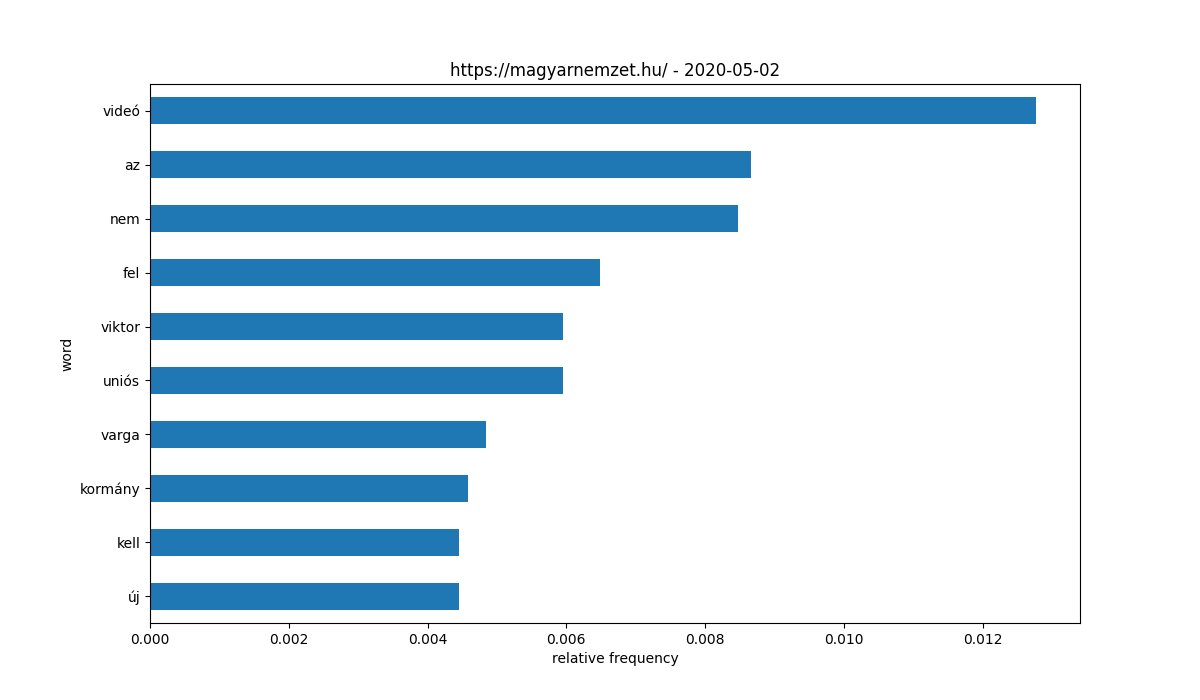 https://magyarnemzet.hu/ - 2020-05-02
videó
az
nem
fel
viktor
uniós
varga
kormány
kell
új
word
0.000 0.002 0.004 0.006 0.008 0.010 0.012
relative frequency